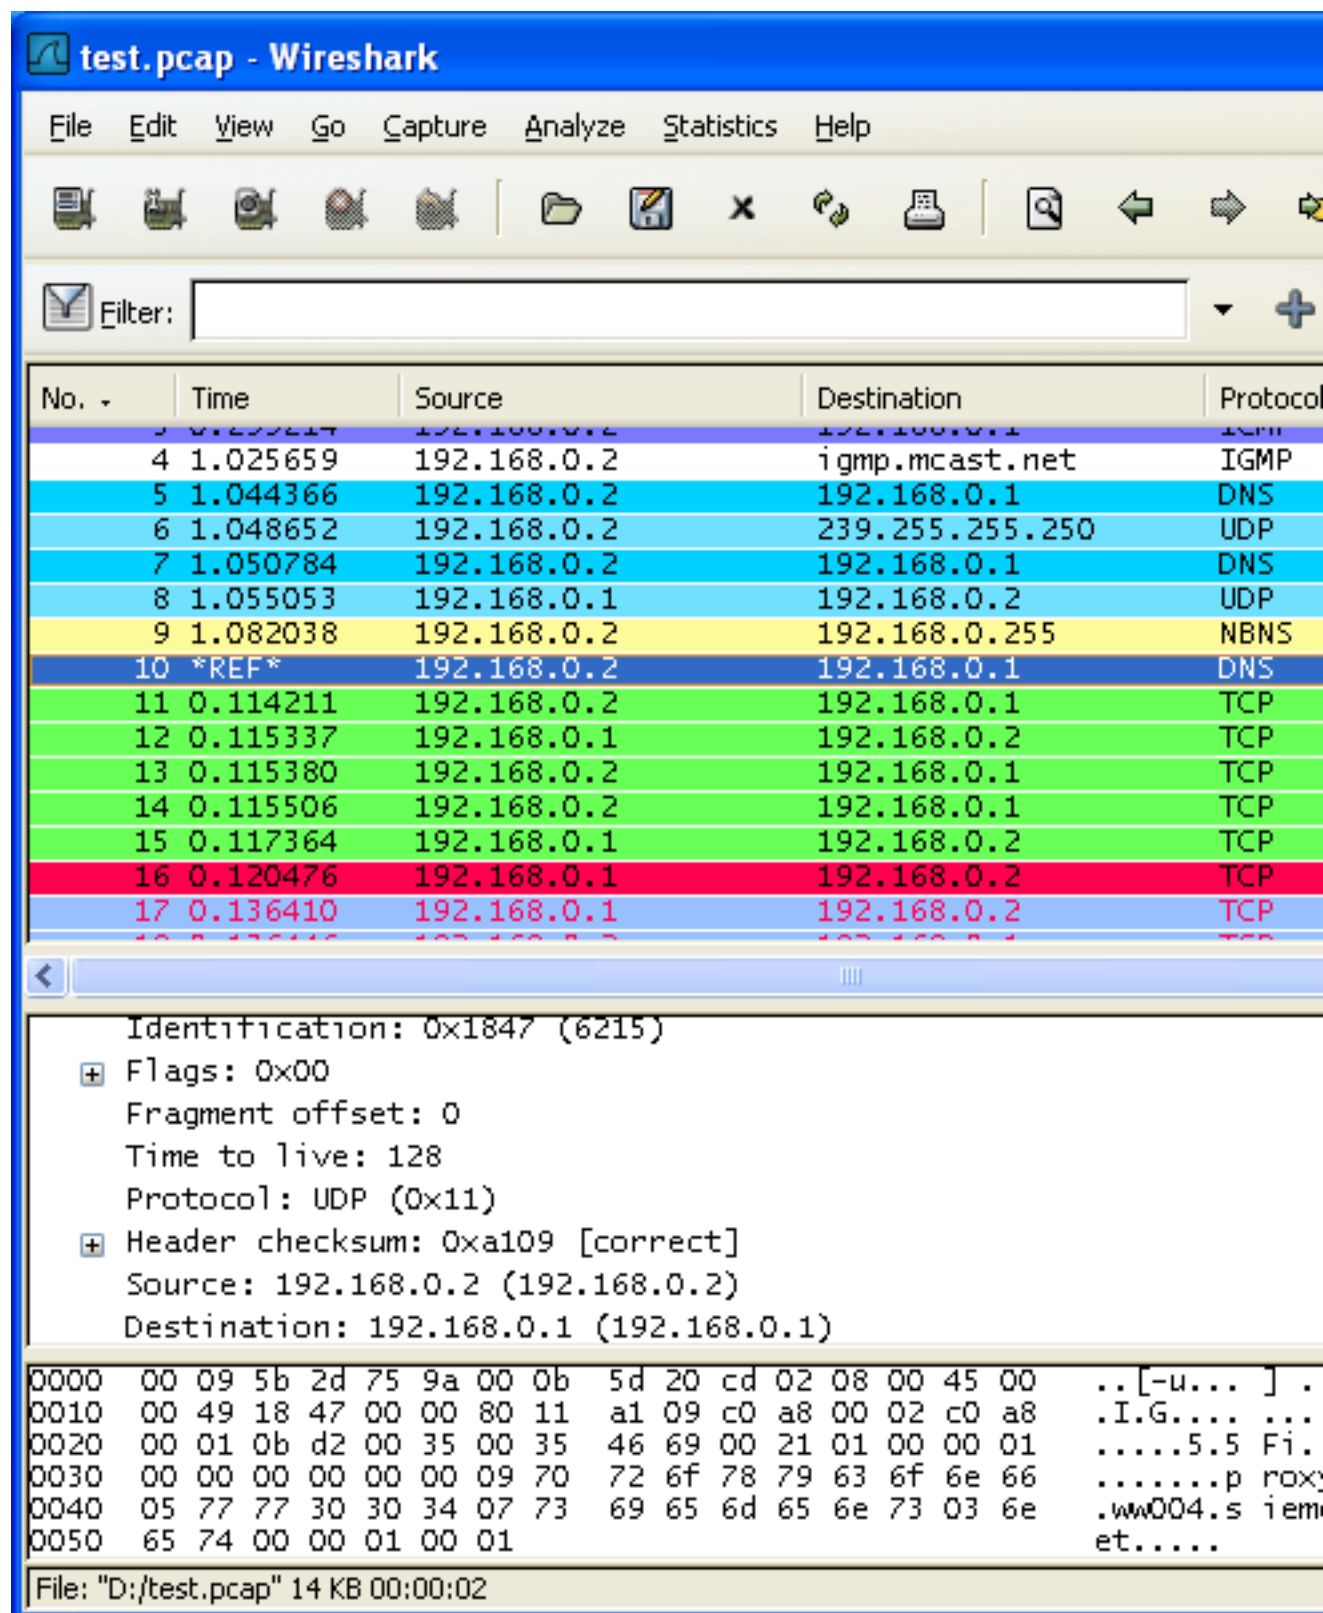 test.pcap - Wireshark
File Edit View Go Capture Analyze Statistics Help
Filter:
No. Time Source Destination Protocol
3 0.299214 192.168.0.2 192.168.0.1 ICMP
4 1.025659 192.168.0.2 igmp.mcast.net IGMP
5 1.044366 192.168.0.2 192.168.0.1 DNS
6 1.048652 192.168.0.2 239.255.255.250 UDP
7 1.050784 192.168.0.2 192.168.0.1 DNS
8 1.055053 192.168.0.1 192.168.0.2 UDP
9 1.082038 192.168.0.2 192.168.0.255 NBNS
10 *REF* 192.168.0.2 192.168.0.1 DNS
11 0.114211 192.168.0.2 192.168.0.1 TCP
12 0.115337 192.168.0.1 192.168.0.2 TCP
13 0.115380 192.168.0.2 192.168.0.1 TCP
14 0.115506 192.168.0.2 192.168.0.1 TCP
15 0.117364 192.168.0.1 192.168.0.2 TCP
16 0.120476 192.168.0.1 192.168.0.2 TCP
17 0.136410 192.168.0.1 192.168.0.2 TCP
Identification: 0x1847 (6215)
Flags: 0x00
Fragment offset: 0
Time to live: 128
Protocol: UDP (0x11)
Header checksum: 0xa109 [correct]
Source: 192.168.0.2 (192.168.0.2)
Destination: 192.168.0.1 (192.168.0.1)
0000 00 09 5b 2d 75 9a 00 0b 5d 20 cd 02 08 00 45 00 ..[-u... ] .
0010 00 49 18 47 00 00 80 11 a1 09 c0 a8 00 02 c0 a8 .I.G.... ...
0020 00 01 0b d2 00 35 00 35 46 69 00 21 01 00 00 01 .....5.5 Fi.
0030 00 00 00 00 00 00 09 70 72 6f 78 79 63 6f 6e 66 .......p roxy
0040 05 77 77 30 30 34 07 73 69 65 6d 65 6e 73 03 6e .ww004.s ieme
0050 65 74 00 00 01 00 01 et.....
File: "D:/test.pcap" 14 KB 00:00:02